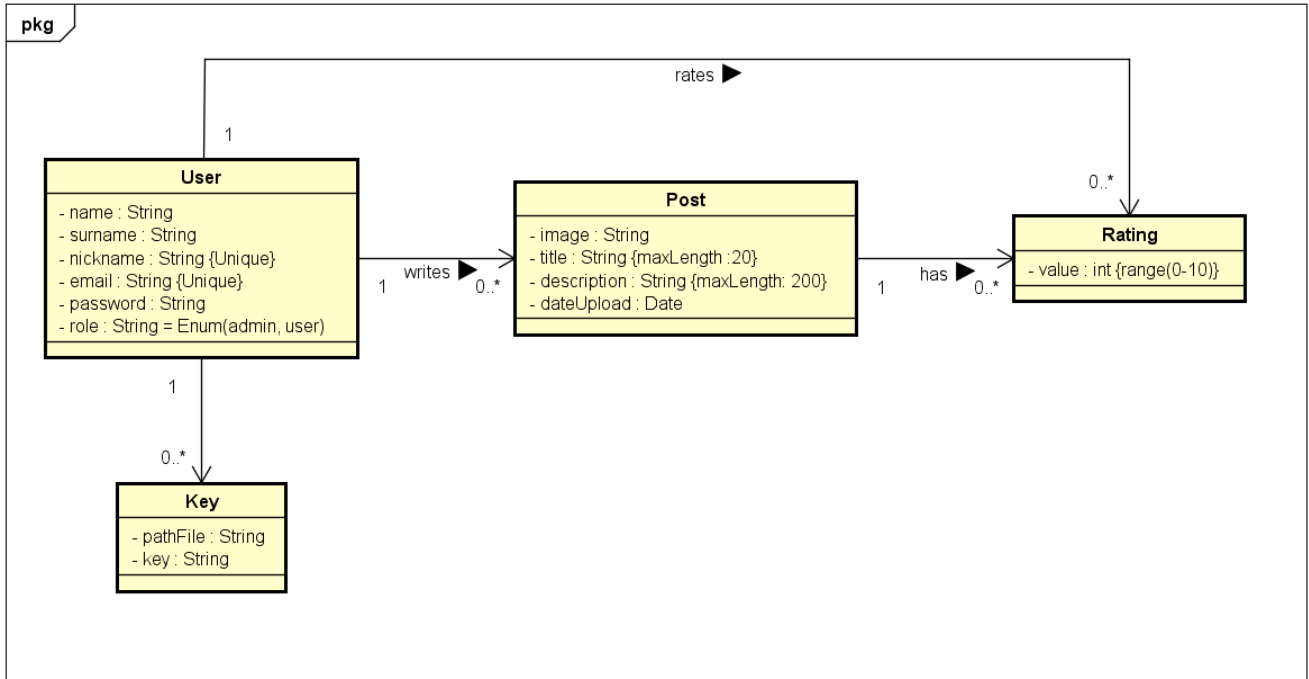 pkg
rates ▶
1
0..*
User
- name : String
- surname : String
- nickname : String {Unique}
- email : String {Unique}
- password : String
- role : String = Enum(admin, user)
writes ▶
1
0..*
Post
- image : String
- title : String {maxLength :20}
- description : String {maxLength: 200}
- dateUpload : Date
has ▶
1
0..*
Rating
- value : int {range(0-10)}
1
0..*
Key
- pathFile : String
- key : String